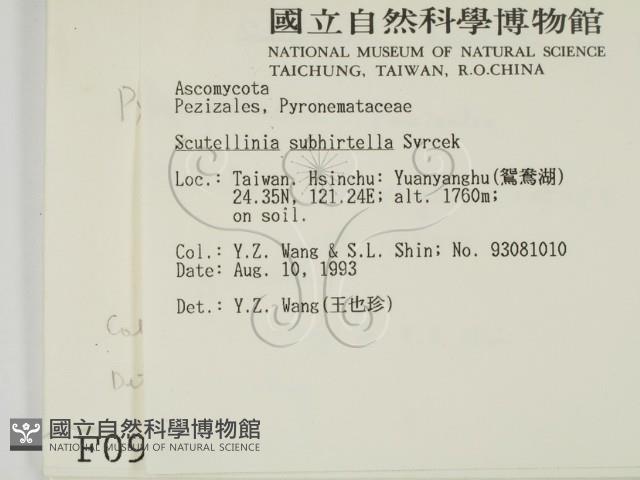 國立自然科學博物館
NATIONAL MUSEUM OF NATURAL SCIENCE
TAICHUNG, TAIWAN, R.O.CHINA
Ascomycota
Pezizales, Pyronemataceae
Scutellinia subhirtella Svrcek
Loc.: Taiwan. Hsinchu: Yuanyanghu(鴛鴦湖)
24.35N, 121.24E; alt. 1760m;
on soil.
Col.: Y.Z. Wang & S.L. Shin; No. 93081010
Date: Aug. 10, 1993
Det.: Y.Z. Wang(王也珍)
Col
Det
國立自然科學博物館
NATIONAL MUSEUM OF NATURAL SCIENCE
F09